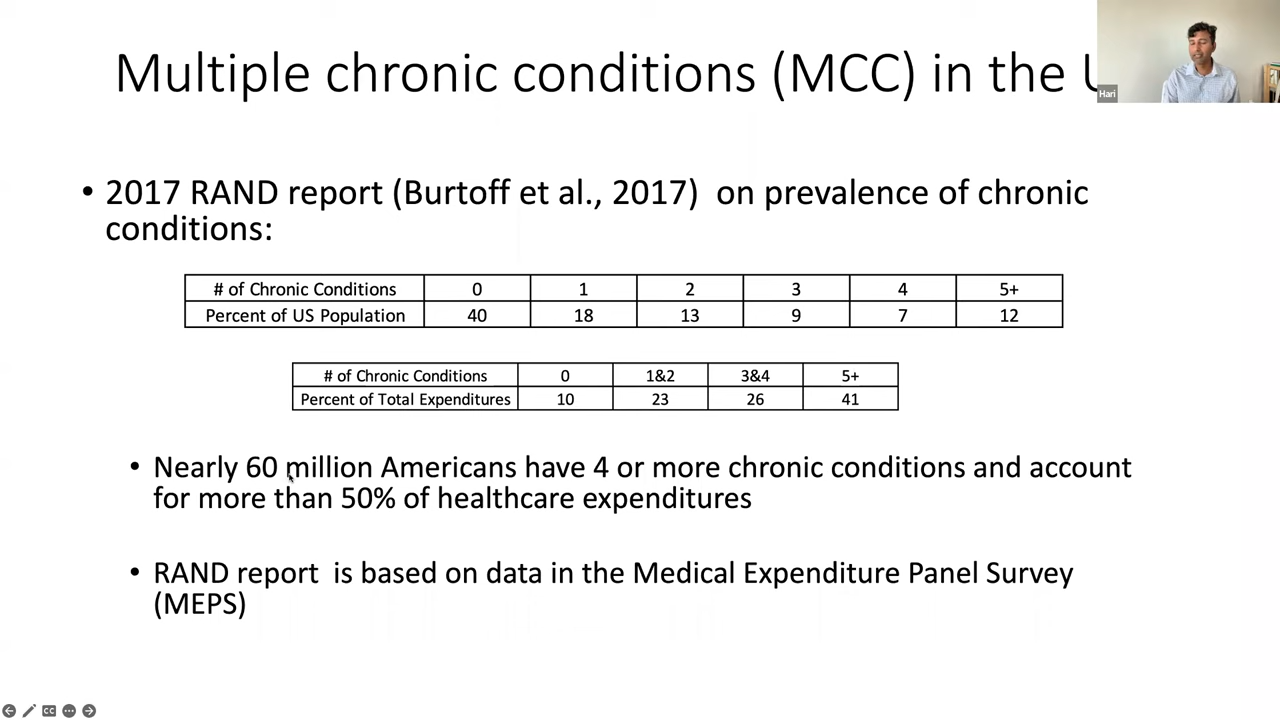 Multiple chronic conditions (MCC) in the
Hari
• 2017 RAND report (Burtoff et al., 2017) on prevalence of chronic
conditions:
# of Chronic Conditions 0 1 2 3 4 5+
Percent of US Population 40 18 13 9 7 12
# of Chronic Conditions 0 1&2 3&4 5+
Percent of Total Expenditures 10 23 26 41
• Nearly 60 million Americans have 4 or more chronic conditions and account
for more than 50% of healthcare expenditures
• RAND report is based on data in the Medical Expenditure Panel Survey
(MEPS)
CC